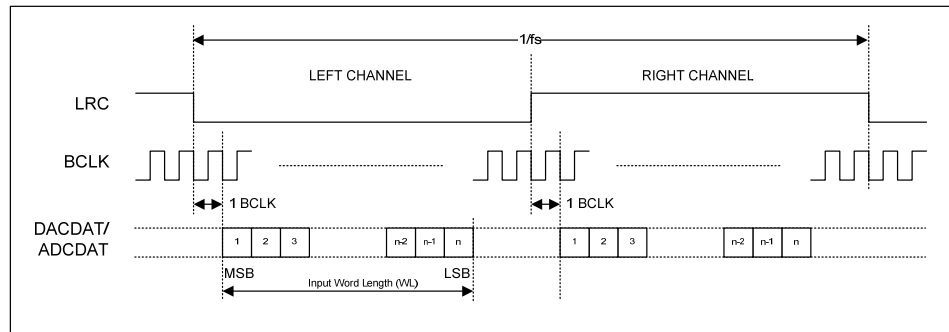 1/fs
LEFT CHANNEL
RIGHT CHANNEL
LRC
BCLK
1 BCLK
1 BCLK
DACDAT/
ADCDAT
1 2 3 n-2 n-1 n 1 2 3 n-2 n-1 n
MSB LSB
Input Word Length (WL)